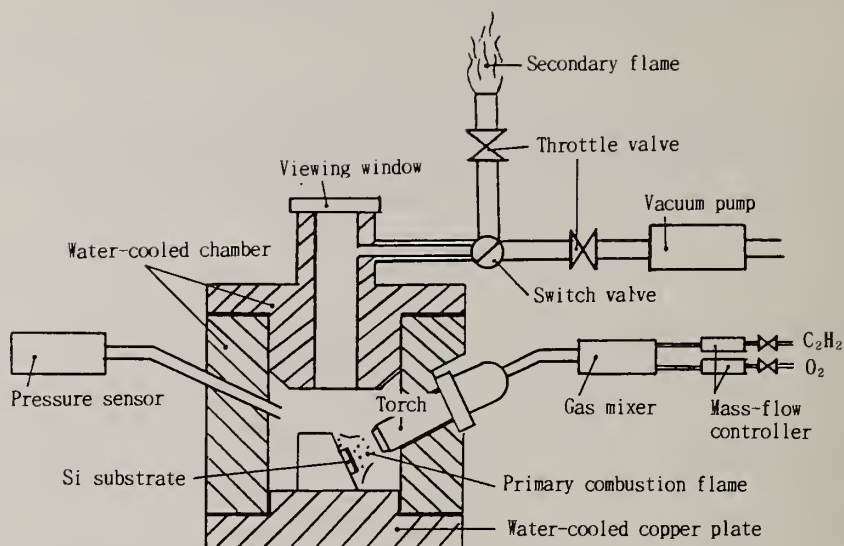 Secondary flame
Throttle valve
Viewing window
Vacuum pump
Water-cooled chamber
Switch valve
C₂H₂
O₂
Pressure sensor
Torch
Gas mixer
Mass-flow
controller
Si substrate
Primary combustion flame
Water-cooled copper plate